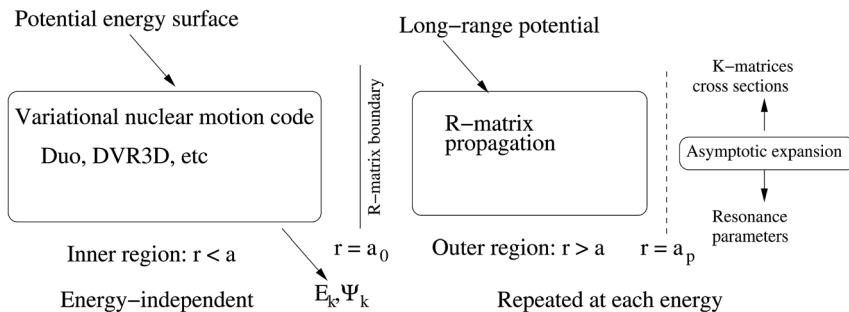 Potential energy surface
Long−range potential
K−matrices
cross sections
Variational nuclear motion code
Duo, DVR3D, etc
R−matrix boundary
R−matrix
propagation
Asymptotic expansion
Resonance
parameters
Inner region: r < a
r = a₀
Outer region: r > a
r = aₚ
Energy−independent
Eₖ,Ψₖ
Repeated at each energy